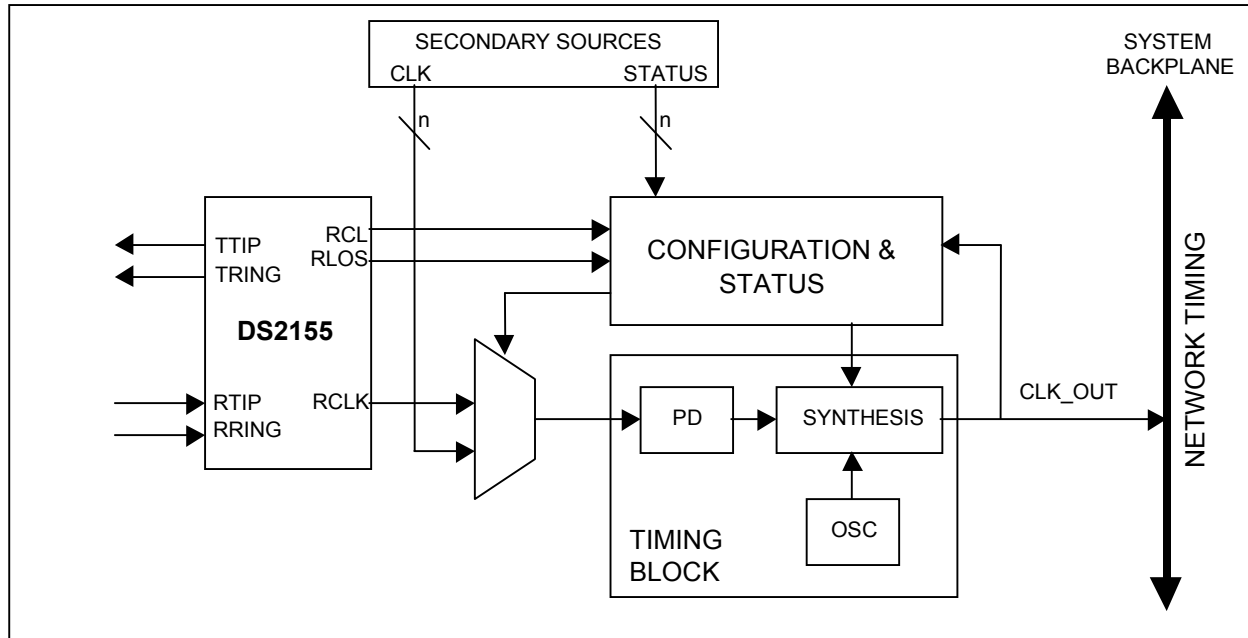 SECONDARY SOURCES
CLK
STATUS
n
n
SYSTEM
BACKPLANE
TTIP
TRING
RCL
RLOS
DS2155
RTIP
RRING
RCLK
CONFIGURATION &
STATUS
PD
SYNTHESIS
OSC
TIMING
BLOCK
CLK_OUT
NETWORK TIMING